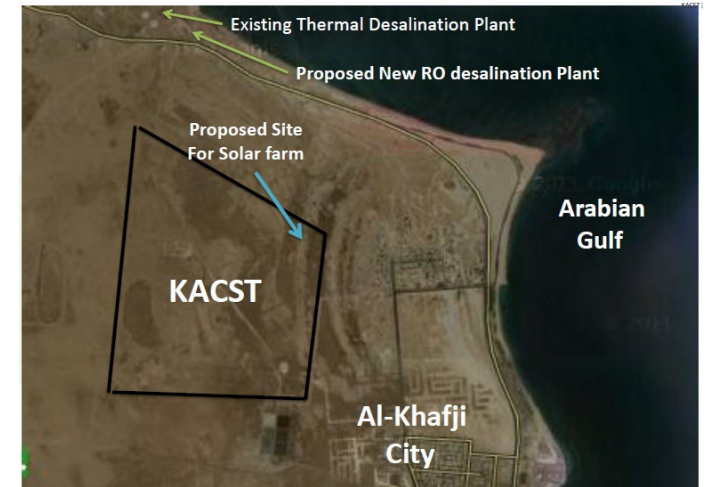 KACST
Existing Thermal Desalination Plant
Proposed New RO desalination Plant
Proposed Site
For Solar farm
Arabian
Gulf
KACST
Al-Khafji
City